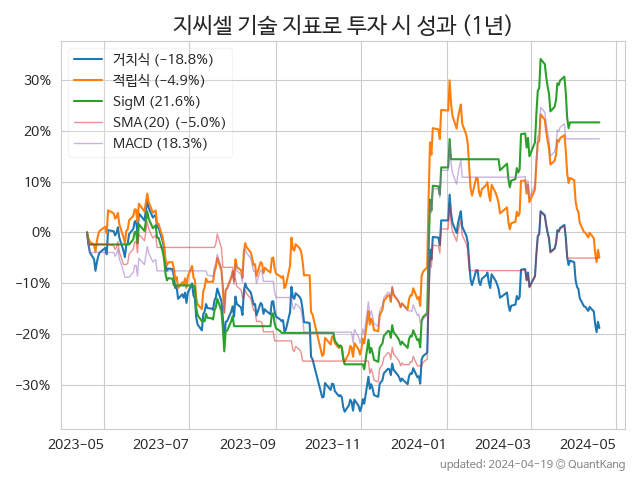 지씨셀 기술 지표로 투자 시 성과 (1년)
거치식 (−18.8%)
적립식 (−4.9%)
SigM (21.6%)
SMA(20) (−5.0%)
MACD (18.3%)
30%
20%
10%
0%
−10%
−20%
−30%
2023-05 2023-07 2023-09 2023-11 2024-01 2024-03 2024-05
updated: 2024-04-19 © QuantKang